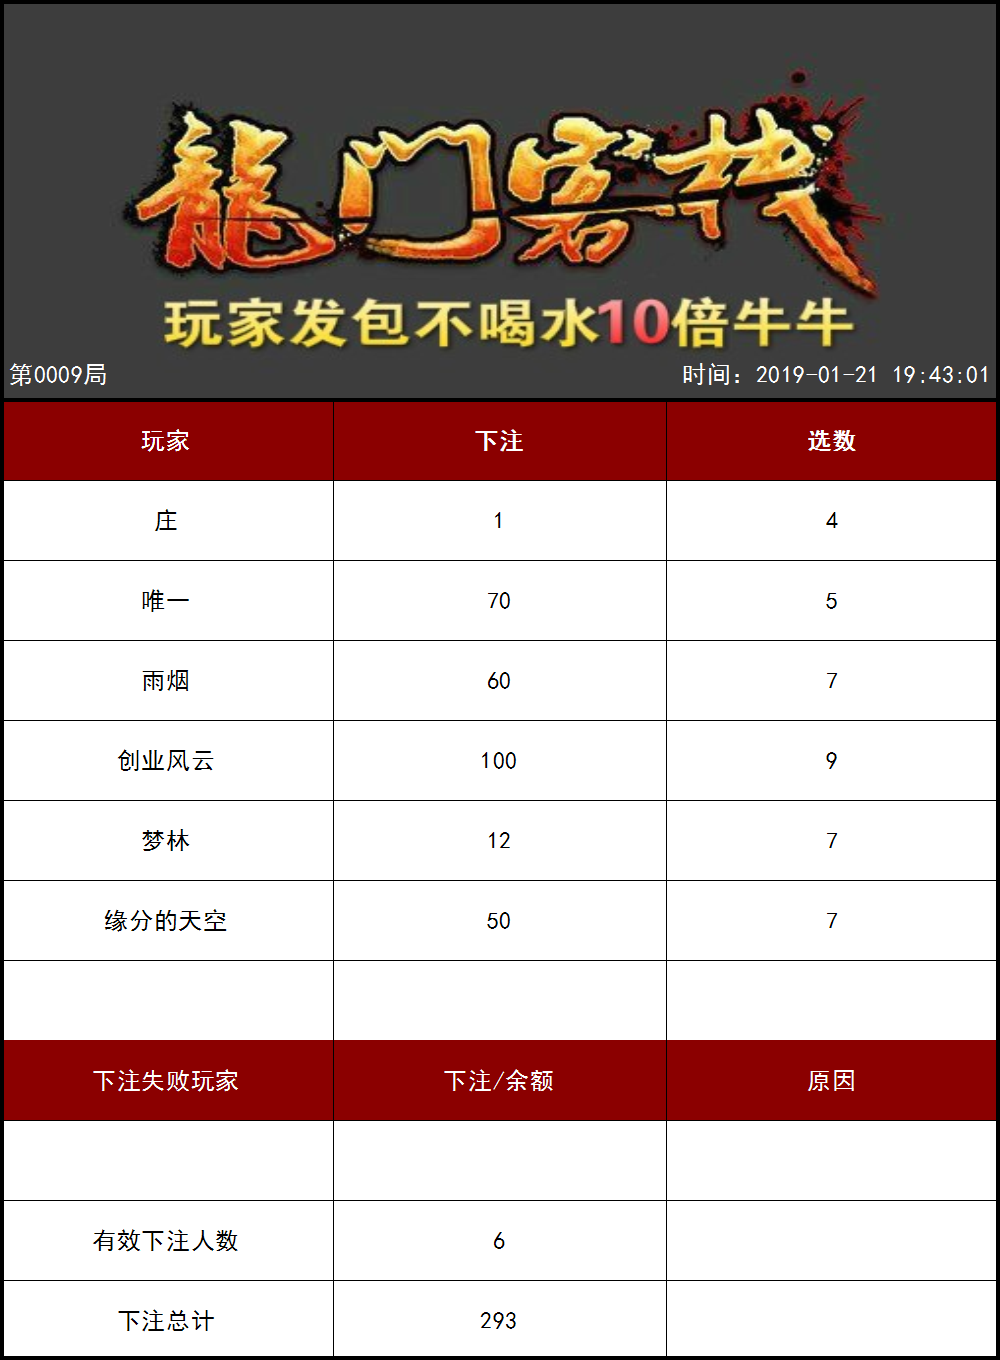 龍门客栈
玩家发包不喝水10倍牛牛
第0009局 时间：2019-01-21 19:43:01
玩家 下注 选数
庄 1 4
唯一 70 5
雨烟 60 7
创业风云 100 9
梦林 12 7
缘分的天空 50 7
下注失败玩家 下注/余额 原因
有效下注人数 6
下注总计 293